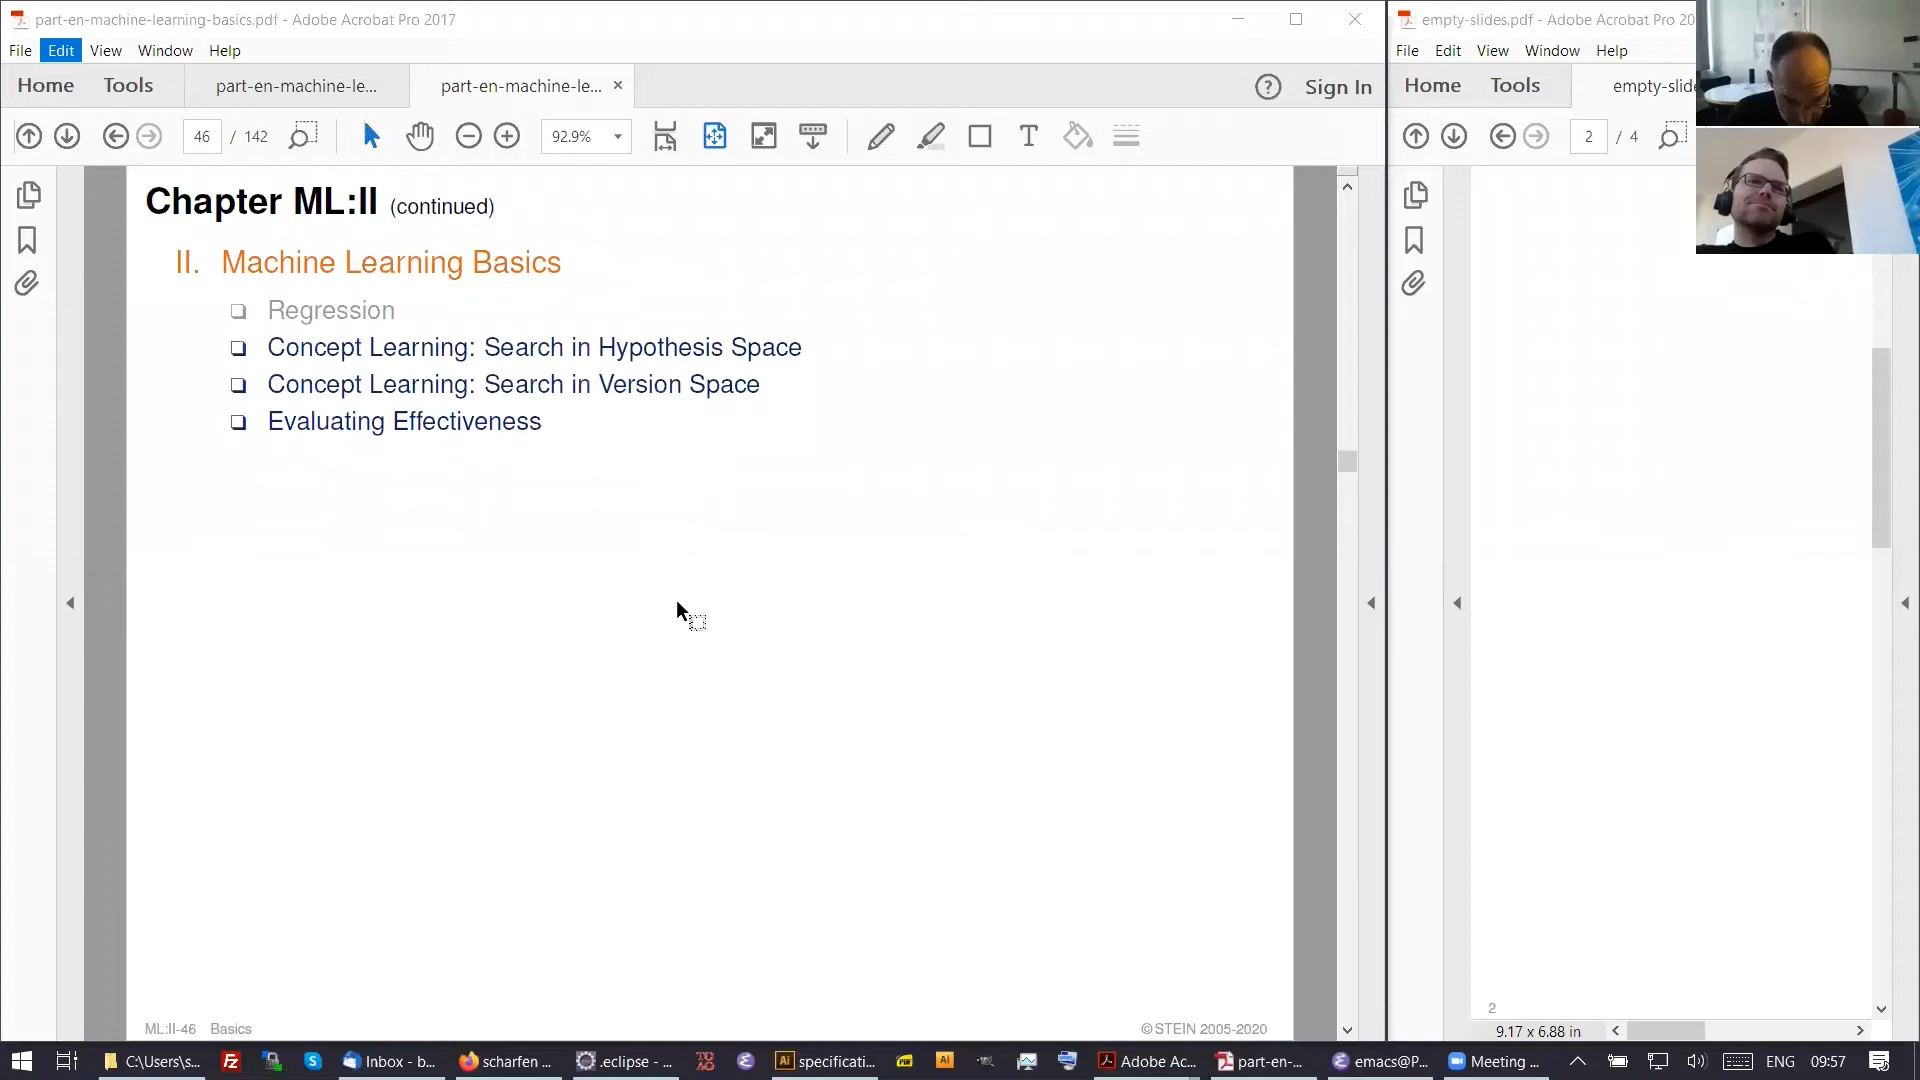 part-en-machine-learning-basics.pdf - Adobe Acrobat Pro 2017
File Edit View Window Help
Home Tools part-en-machine-le... part-en-machine-le... × Sign In
46 / 142 92.9%
Chapter ML:II (continued)
II. Machine Learning Basics
Regression
Concept Learning: Search in Hypothesis Space
Concept Learning: Search in Version Space
Evaluating Effectiveness
ML:II-46 Basics © STEIN 2005-2020
empty-slides.pdf - Adobe Acrobat Pro 20
File Edit View Window Help
Home Tools empty-slide
2 / 4
2
9.17 x 6.88 in
C:\Users\s... Inbox - b... scharfen ... .eclipse - ... specificati... Adobe Ac... part-en-... emacs@P... Meeting ... ENG 09:57